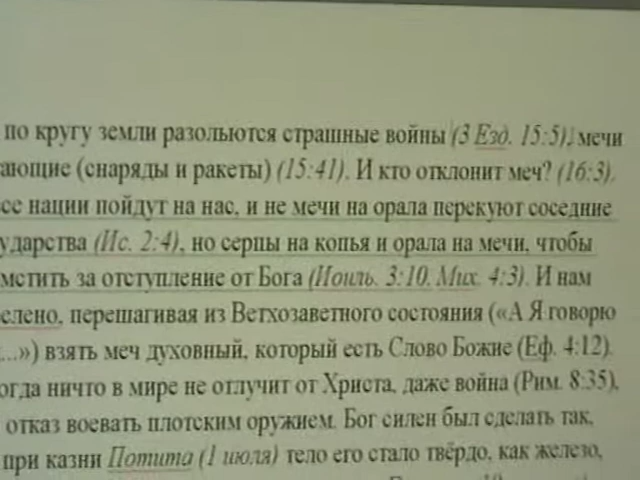 по кругу земли разольются страшные войны (3 Езд. 15:5), мечи
ающие (снаряды и ракеты) (15:41). И кто отклонит меч? (16:3).
се нации пойдут на нас, и не мечи на орала перекуют соседние
ударства (Ис. 2:4), но серпы на копья и орала на мечи, чтобы
мстить за отступление от Бога (Иоиль. 3:10. Мих. 4:3). И нам
елено, перешагивая из Ветхозаветного состояния («А Я говорю
...») взять меч духовный, который есть Слово Божие (Еф. 4:12).
огда ничто в мире не отлучит от Христа, даже война (Рим. 8:35),
отказ воевать плотским оружием. Бог силен был сделать так,
при казни Потита (1 июля) тело его стало твёрдо, как железо,